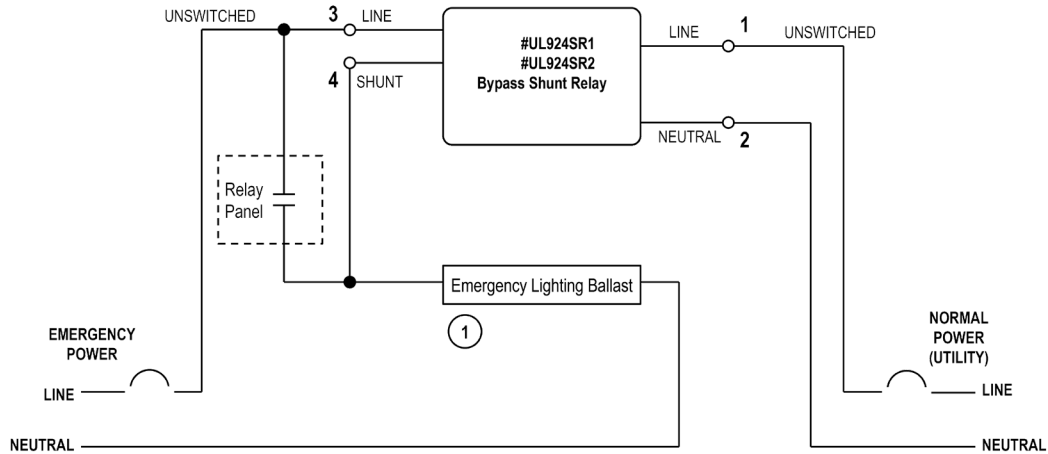 UNSWITCHED
3
LINE
4
SHUNT
#UL924SR1
#UL924SR2
Bypass Shunt Relay
LINE
1
UNSWITCHED
NEUTRAL
2
Relay
Panel
Emergency Lighting Ballast
1
EMERGENCY
POWER
LINE
NEUTRAL
NORMAL
POWER
(UTILITY)
LINE
NEUTRAL